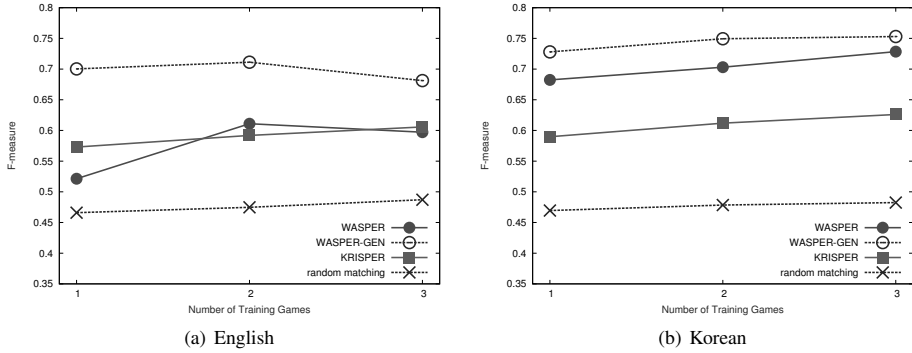 0.8
0.75
0.7
0.65
0.6
0.55
0.5
0.45
0.4
0.35
F-measure
1
2
3
Number of Training Games
WASPER
WASPER-GEN
KRISPER
random matching
(a) English
0.8
0.75
0.7
0.65
0.6
0.55
0.5
0.45
0.4
0.35
F-measure
1
2
3
Number of Training Games
WASPER
WASPER-GEN
KRISPER
random matching
(b) Korean